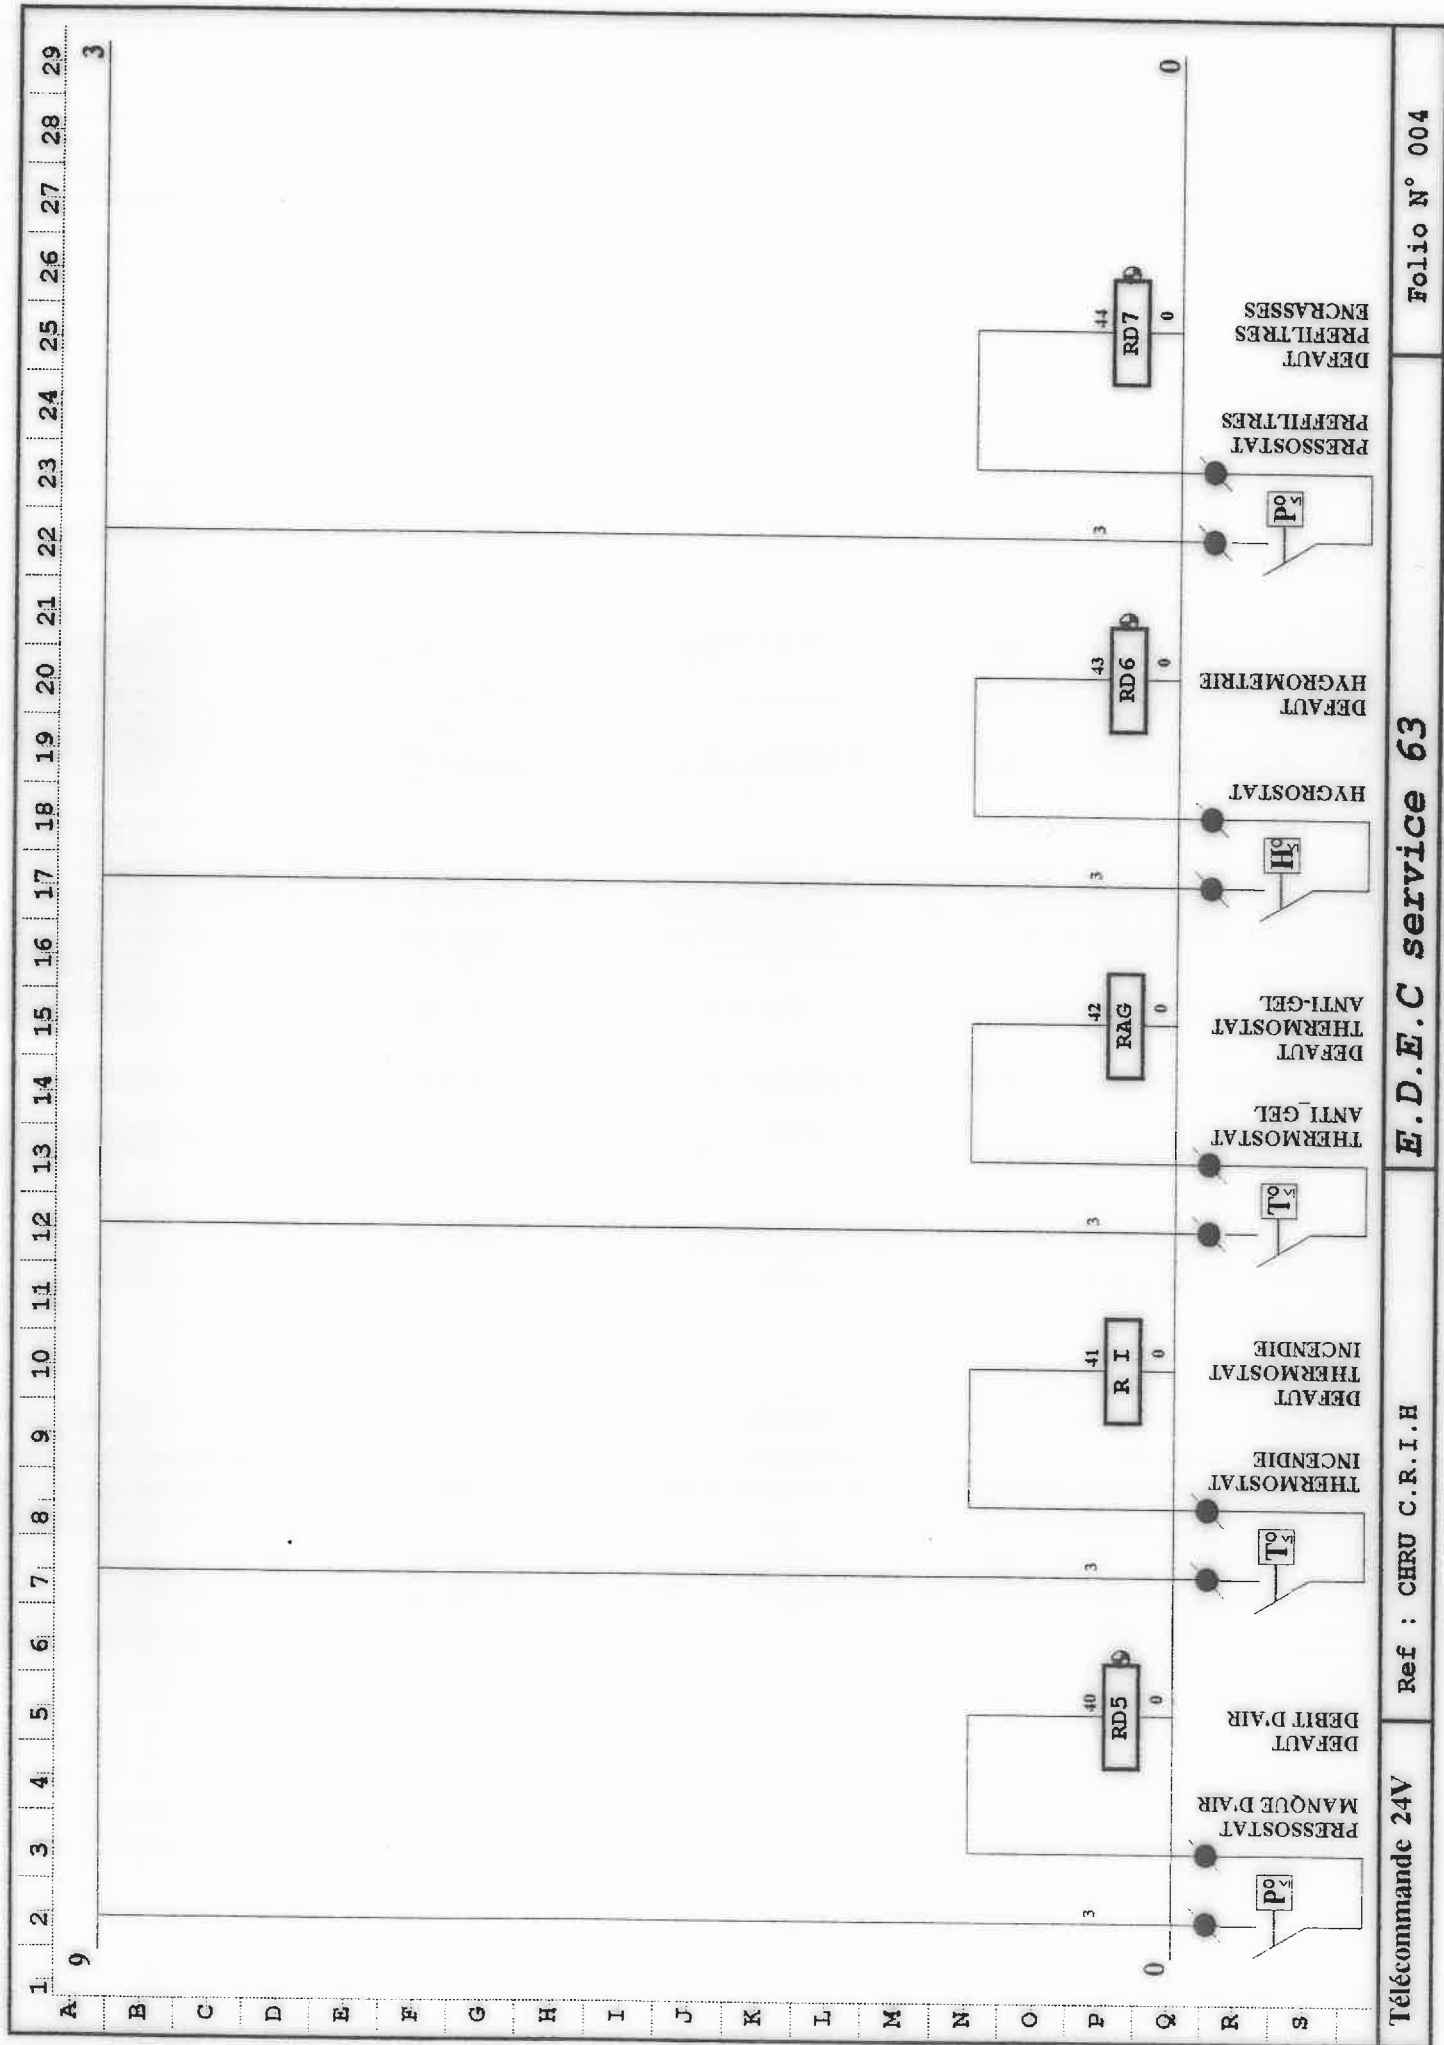 1 2 3 4 5 6 7 8 9 10 11 12 13 14 15 16 17 18 19 20 21 22 23 24 25 26 27 28 29
A
B
C
D
E
F
G
H
I
J
K
L
M
N
O
P
Q
R
S
9
3
0
0
3
40
RD5
0
P°≤
PRESSOSTAT
MANQUE D'AIR
DEFAUT
DEBIT D'AIR
3
41
R I
0
T°≤
THERMOSTAT
INCENDIE
DEFAUT
THERMOSTAT
INCENDIE
3
42
RAG
0
T°≤
THERMOSTAT
ANTI_GEL
DEFAUT
THERMOSTAT
ANTI-GEL
3
43
RD6
0
H°≤
HYGROSTAT
DEFAUT
HYGROMETRIE
3
44
RD7
0
P°≤
PRESSOSTAT
PREFFILTRES
DEFAUT
PREFILTRES
ENCRASSES
Télécommande 24V
Ref : CHRU C.R.I.H
E.D.E.C service 63
Folio N° 004